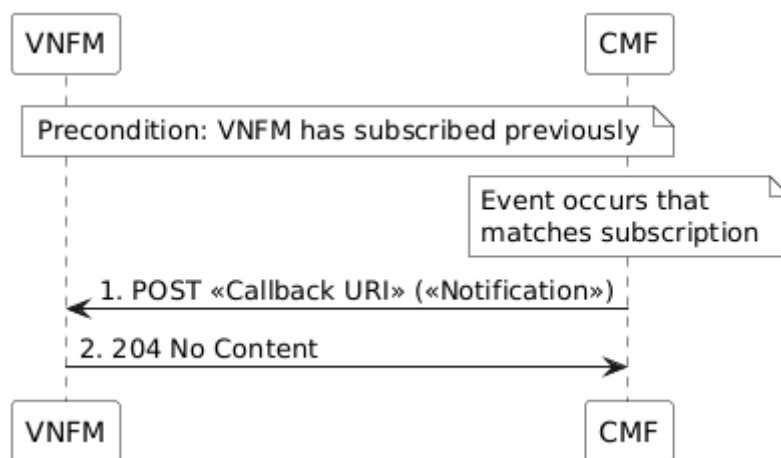 VNFM CMF
Precondition: VNFM has subscribed previously
Event occurs that
matches subscription
1. POST «Callback URI» («Notification»)
2. 204 No Content
VNFM CMF